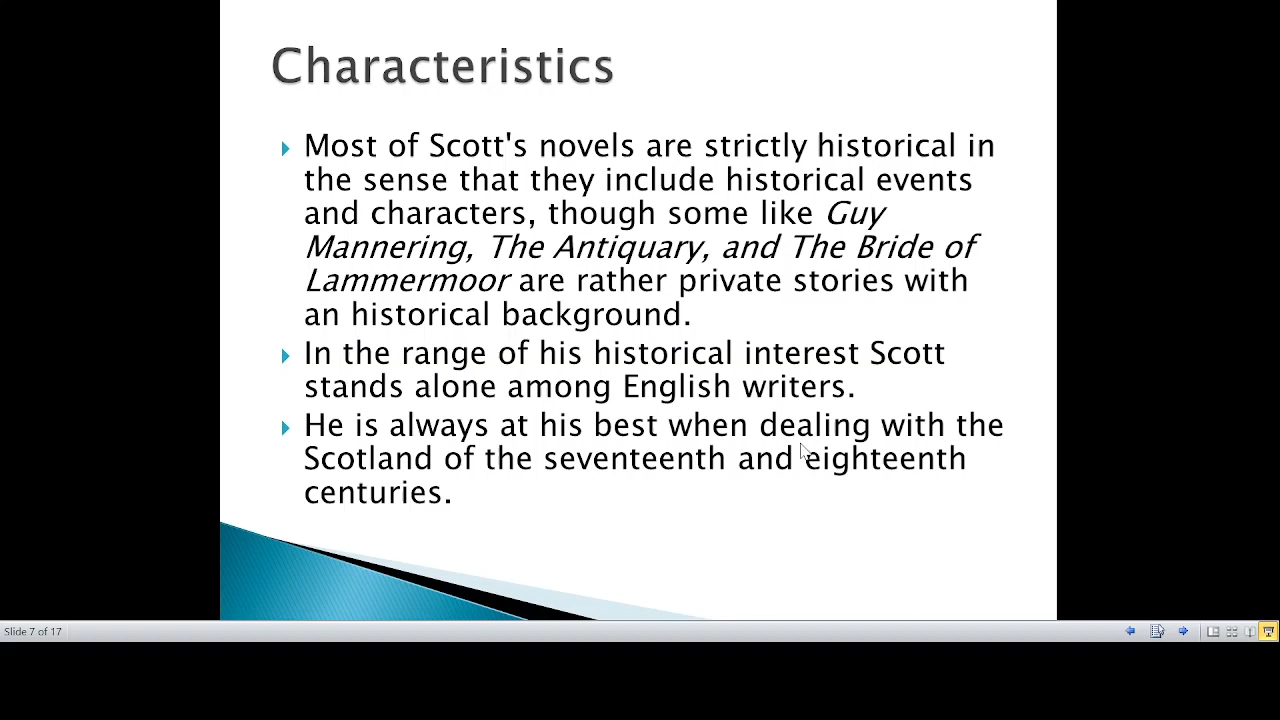 Characteristics
Most of Scott's novels are strictly historical in
the sense that they include historical events
and characters, though some like Guy
Mannering, The Antiquary, and The Bride of
Lammermoor are rather private stories with
an historical background.
In the range of his historical interest Scott
stands alone among English writers.
He is always at his best when dealing with the
Scotland of the seventeenth and eighteenth
centuries.
Slide 7 of 17